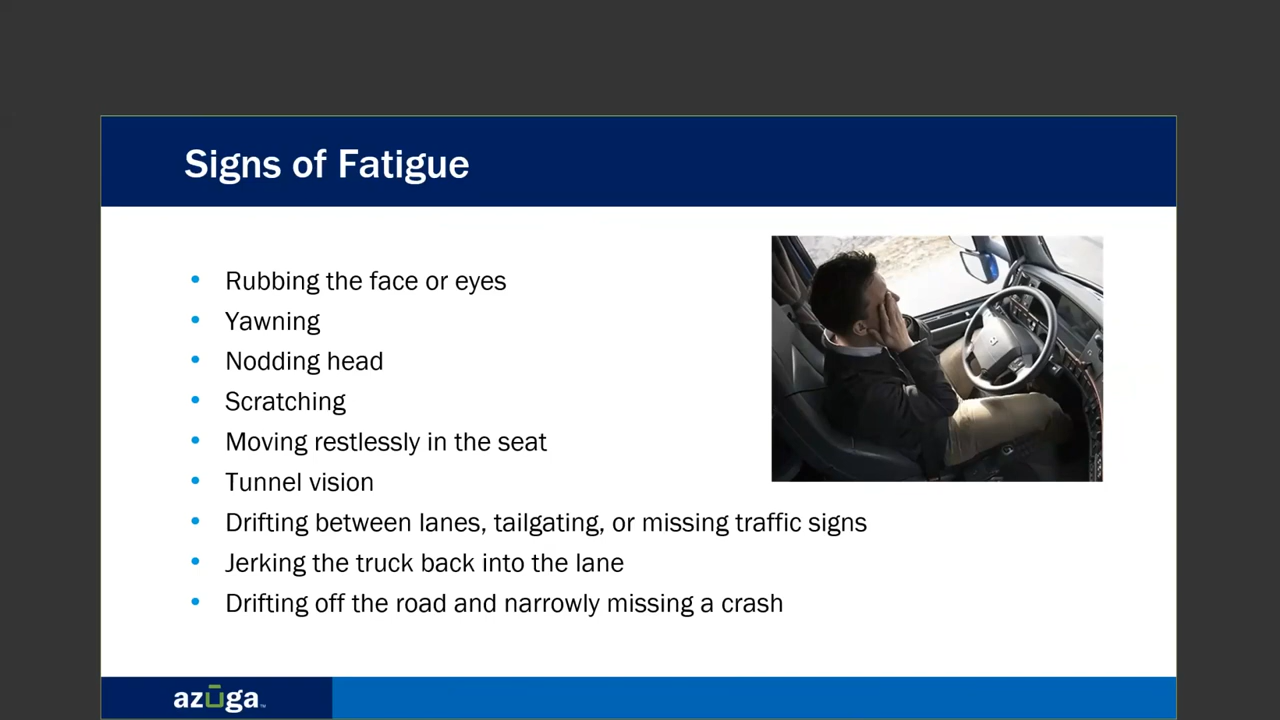 Signs of Fatigue
• Rubbing the face or eyes
• Yawning
• Nodding head
• Scratching
• Moving restlessly in the seat
• Tunnel vision
• Drifting between lanes, tailgating, or missing traffic signs
• Jerking the truck back into the lane
• Drifting off the road and narrowly missing a crash
azūga™